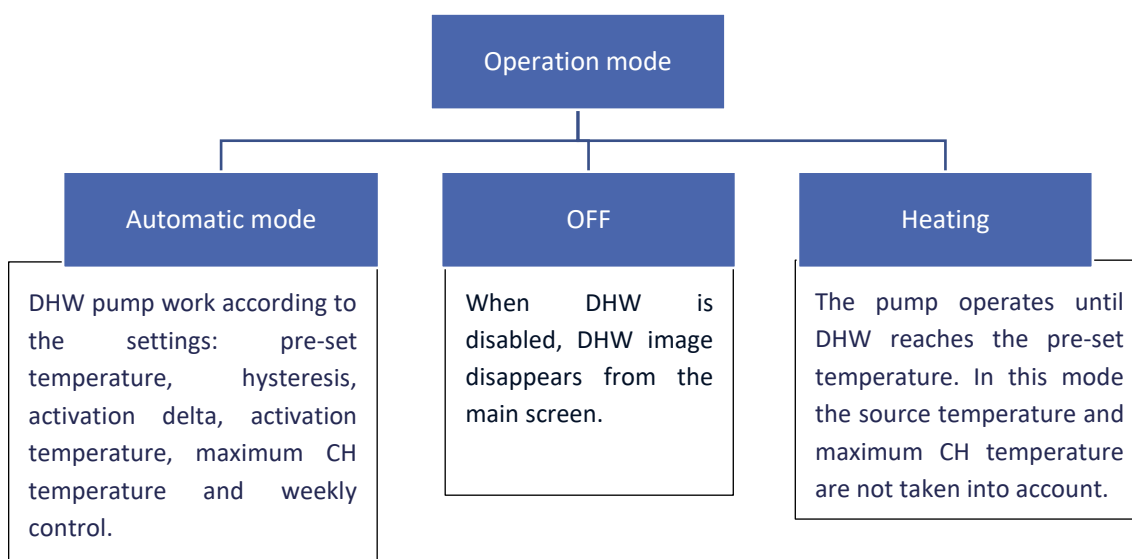 Operation mode
Automatic mode
DHW pump work according to
the settings: pre-set
temperature, hysteresis,
activation delta, activation
temperature, maximum CH
temperature and weekly
control.
OFF
When DHW is
disabled, DHW image
disappears from the
main screen.
Heating
The pump operates until
DHW reaches the pre-set
temperature. In this mode
the source temperature and
maximum CH temperature
are not taken into account.